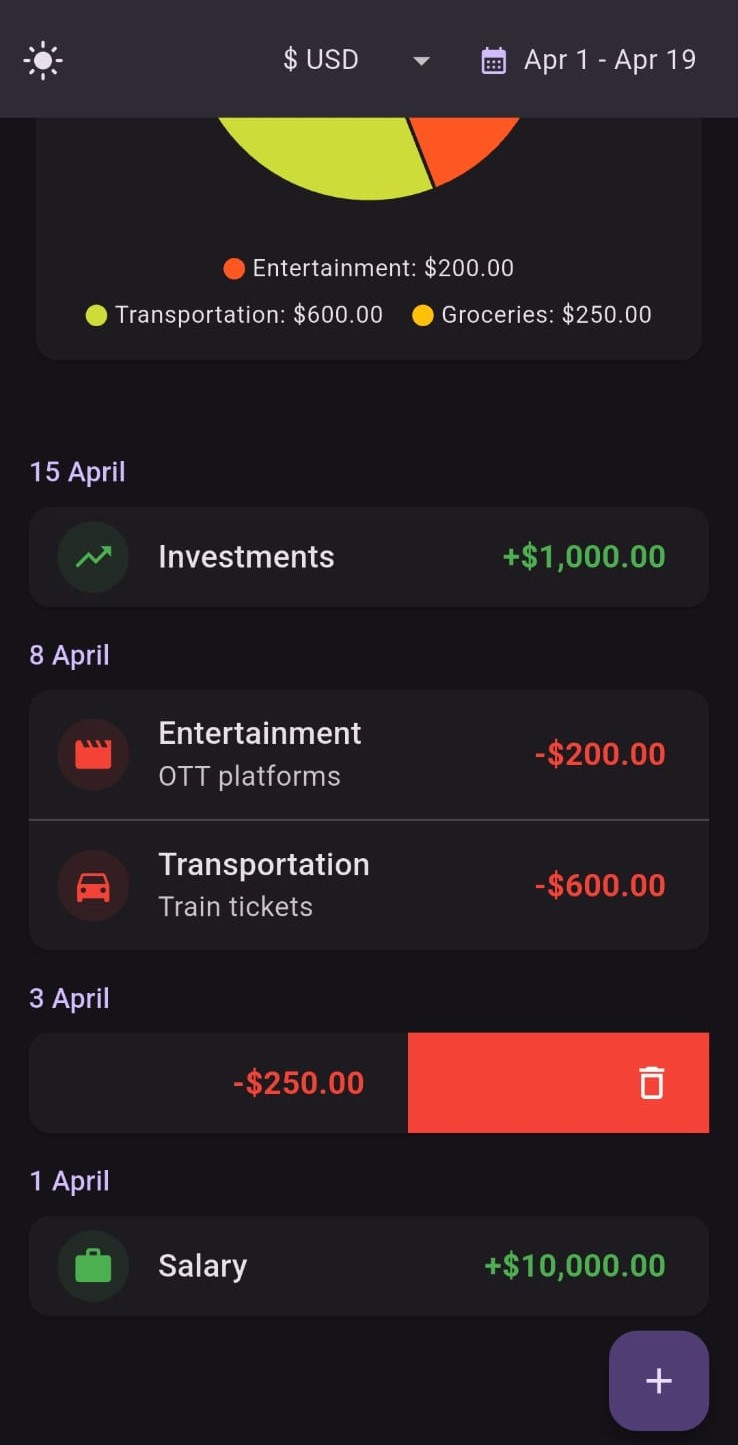 $ USD
Apr 1 - Apr 19
Entertainment: $200.00
Transportation: $600.00
Groceries: $250.00
15 April
Investments
+$1,000.00
8 April
Entertainment
OTT platforms
-$200.00
Transportation
Train tickets
-$600.00
3 April
-$250.00
1 April
Salary
+$10,000.00
+